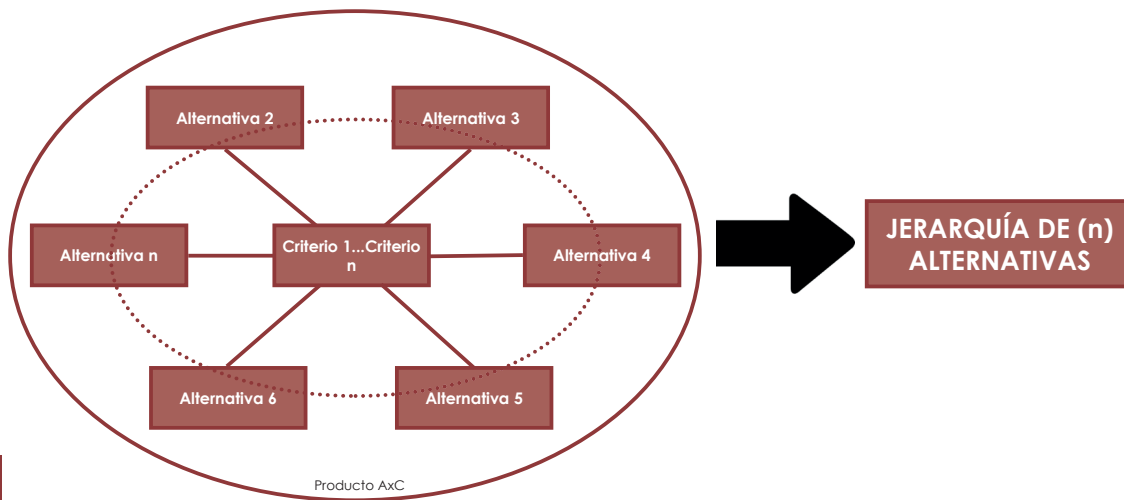 Alternativa 2
Alternativa 3
Alternativa n
Criterio 1...Criterio
n
Alternativa 4
Alternativa 6
Alternativa 5
Producto AxC
JERARQUÍA DE (n)
ALTERNATIVAS